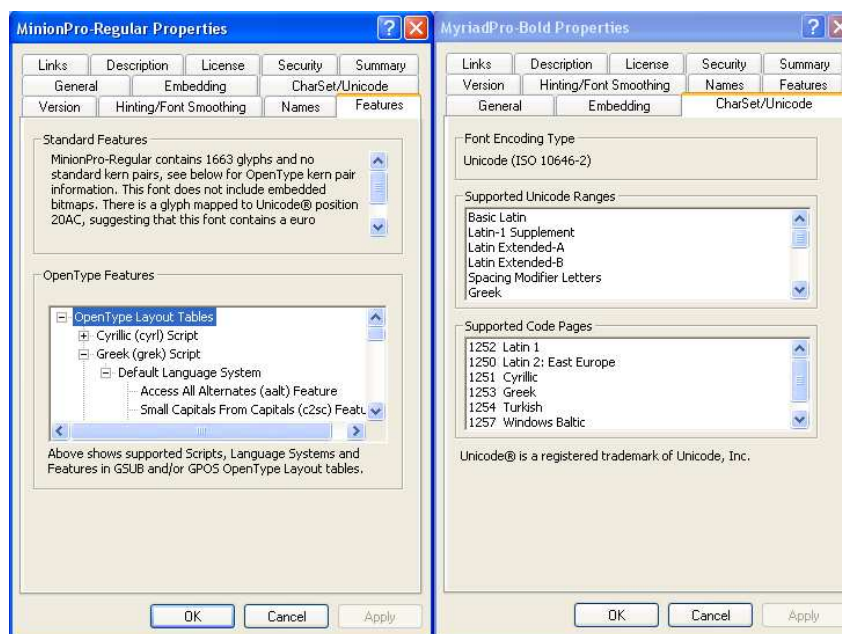 MinionPro-Regular Properties
Links Description License Security Summary
General Embedding CharSet/Unicode
Version Hinting/Font Smoothing Names Features
Standard Features
MinionPro-Regular contains 1663 glyphs and no
standard kern pairs, see below for OpenType kern pair
information. This font does not include embedded
bitmaps. There is a glyph mapped to Unicode® position
20AC, suggesting that this font contains a euro
OpenType Features
OpenType Layout Tables
Cyrillic (cyrl) Script
Greek (grek) Script
Default Language System
Access All Alternates (aalt) Feature
Small Capitals From Capitals (c2sc) Featu
Above shows supported Scripts, Language Systems and
Features in GSUB and/or GPOS OpenType Layout tables.
OK Cancel Apply
MyriadPro-Bold Properties
Links Description License Security Summary
Version Hinting/Font Smoothing Names Features
General Embedding CharSet/Unicode
Font Encoding Type
Unicode (ISO 10646-2)
Supported Unicode Ranges
Basic Latin
Latin-1 Supplement
Latin Extended-A
Latin Extended-B
Spacing Modifier Letters
Greek
Supported Code Pages
1252 Latin 1
1250 Latin 2: East Europe
1251 Cyrillic
1253 Greek
1254 Turkish
1257 Windows Baltic
Unicode® is a registered trademark of Unicode, Inc.
OK Cancel Apply